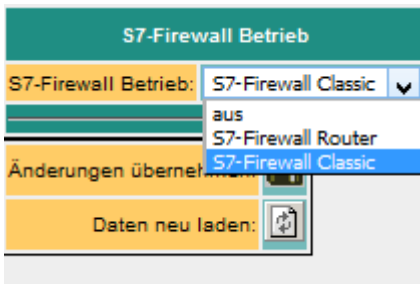 S7-Firewall Betrieb
S7-Firewall Betrieb: S7-Firewall Classic
aus
S7-Firewall Router
S7-Firewall Classic
Änderungen
Daten neu laden: